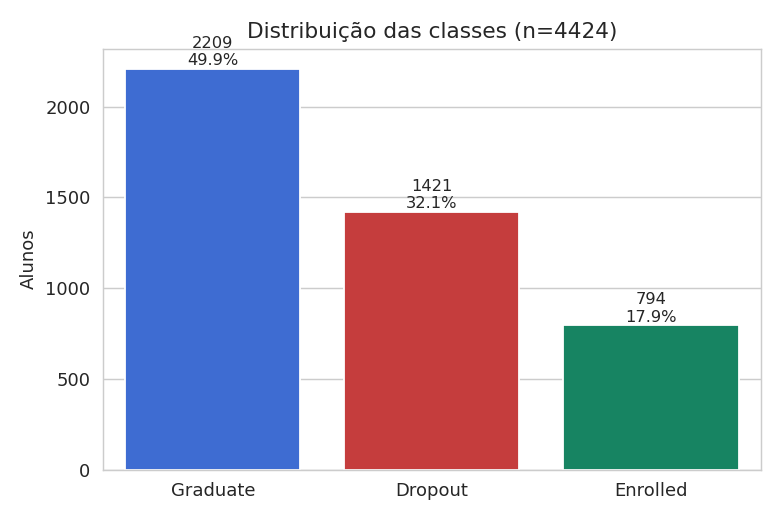 Distribuição das classes (n=4424)
2209
49.9%
1421
32.1%
794
17.9%
Alunos
2000
1500
1000
500
0
Graduate
Dropout
Enrolled